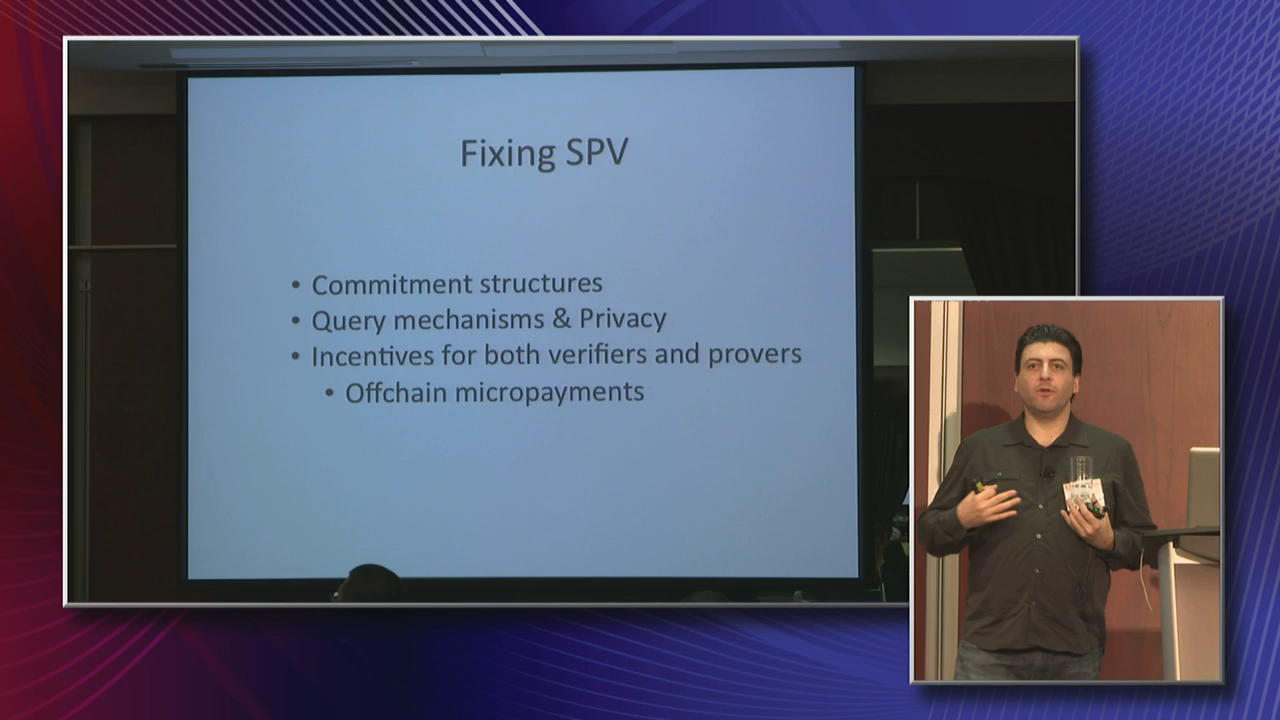 Fixing SPV
• Commitment structures
• Query mechanisms & Privacy
• Incentives for both verifiers and provers
• Offchain micropayments